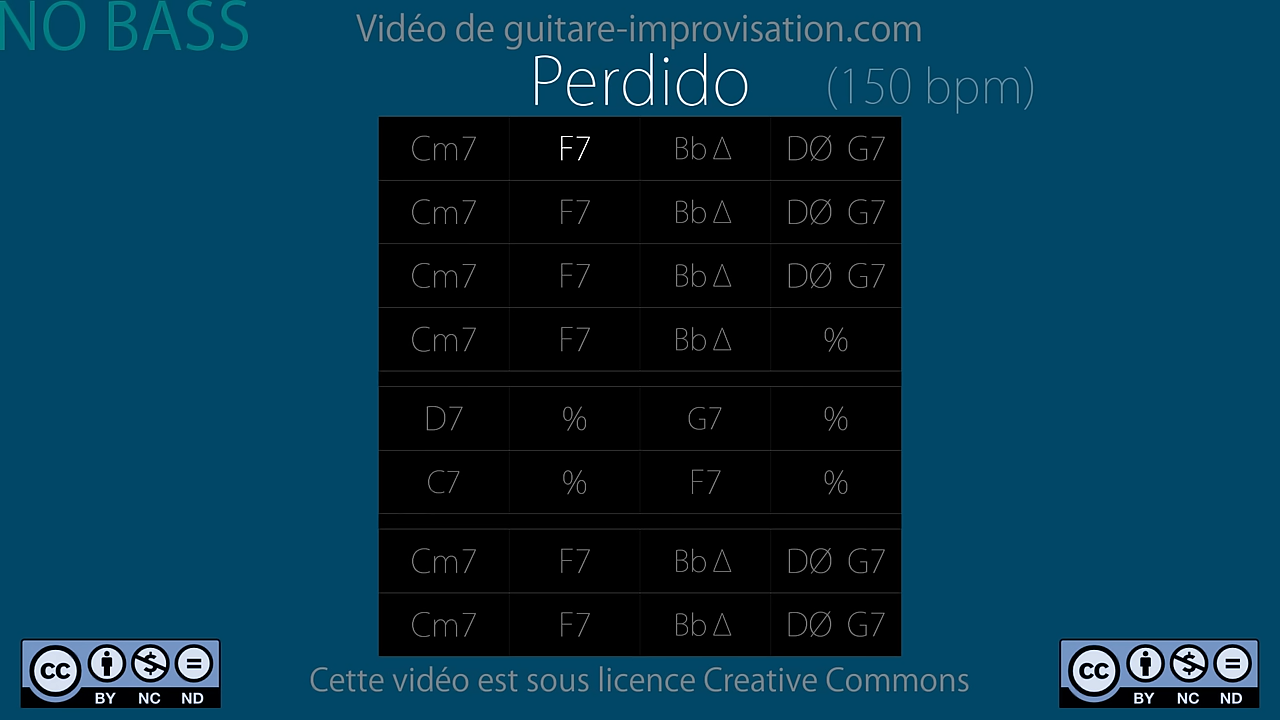 NO BASS
Vidéo de guitare-improvisation.com
Perdido (150 bpm)
Cm7 F7 Bb∆ DØ G7
Cm7 F7 Bb∆ DØ G7
Cm7 F7 Bb∆ DØ G7
Cm7 F7 Bb∆ %
D7 % G7 %
C7 % F7 %
Cm7 F7 Bb∆ DØ G7
Cm7 F7 Bb∆ DØ G7
cc BY NC ND
Cette vidéo est sous licence Creative Commons
cc BY NC ND